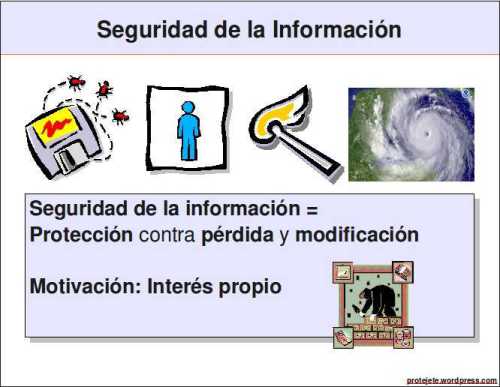 Seguridad de la Información
Seguridad de la información =
Protección contra pérdida y modificación
Motivación: Interés propio
protejete.wordpress.com